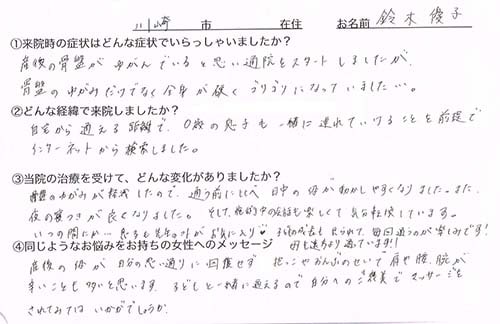 川崎 市 在住 お名前 鈴木優子
①来院時の症状はどんな症状でいらっしゃいましたか？
産後の骨盤がゆがんでいると思い通院をスタートしましたが、
骨盤のゆがみだけでなく全身が硬くゴリゴリになっていました…。
②どんな経緯で来院しましたか？
自宅から通える距離で、0歳の息子も一緒に連れていけることを前提で
インターネットから検索しました。
③当院の治療を受けて、どんな変化がありましたか？
骨盤のゆがみが軽減したので、通う前に比べ日中の体が動かしやすくなりました。また、
夜の寝つきが良くなりました。そして、施術中の会話も楽しくて気分転換しています。
いつの間にか息子も先生 がお気に入り 子供の成長も見られて、毎回通うのが楽しみです！
④同じようなお悩みをお持ちの女性へのメッセージ 母も通っています!!
産後の体が自分の思い通りに回復せず 抱っこやおんぶのせいで肩や腰、腕が
辛いことも多いと思います。子どもと一緒に通えるので自分へのご褒美でマッサージを
されてみてはいかがでしょうか。